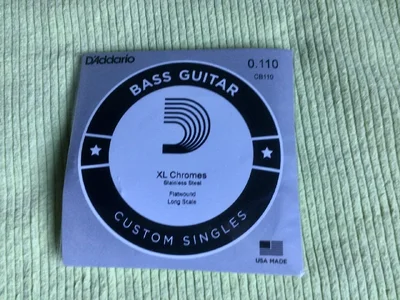 D'Addario
0.110
CB110
BASS GUITAR
XL Chromes
Stainless Steel
Flatwound
Long Scale
CUSTOM SINGLES
USA MADE